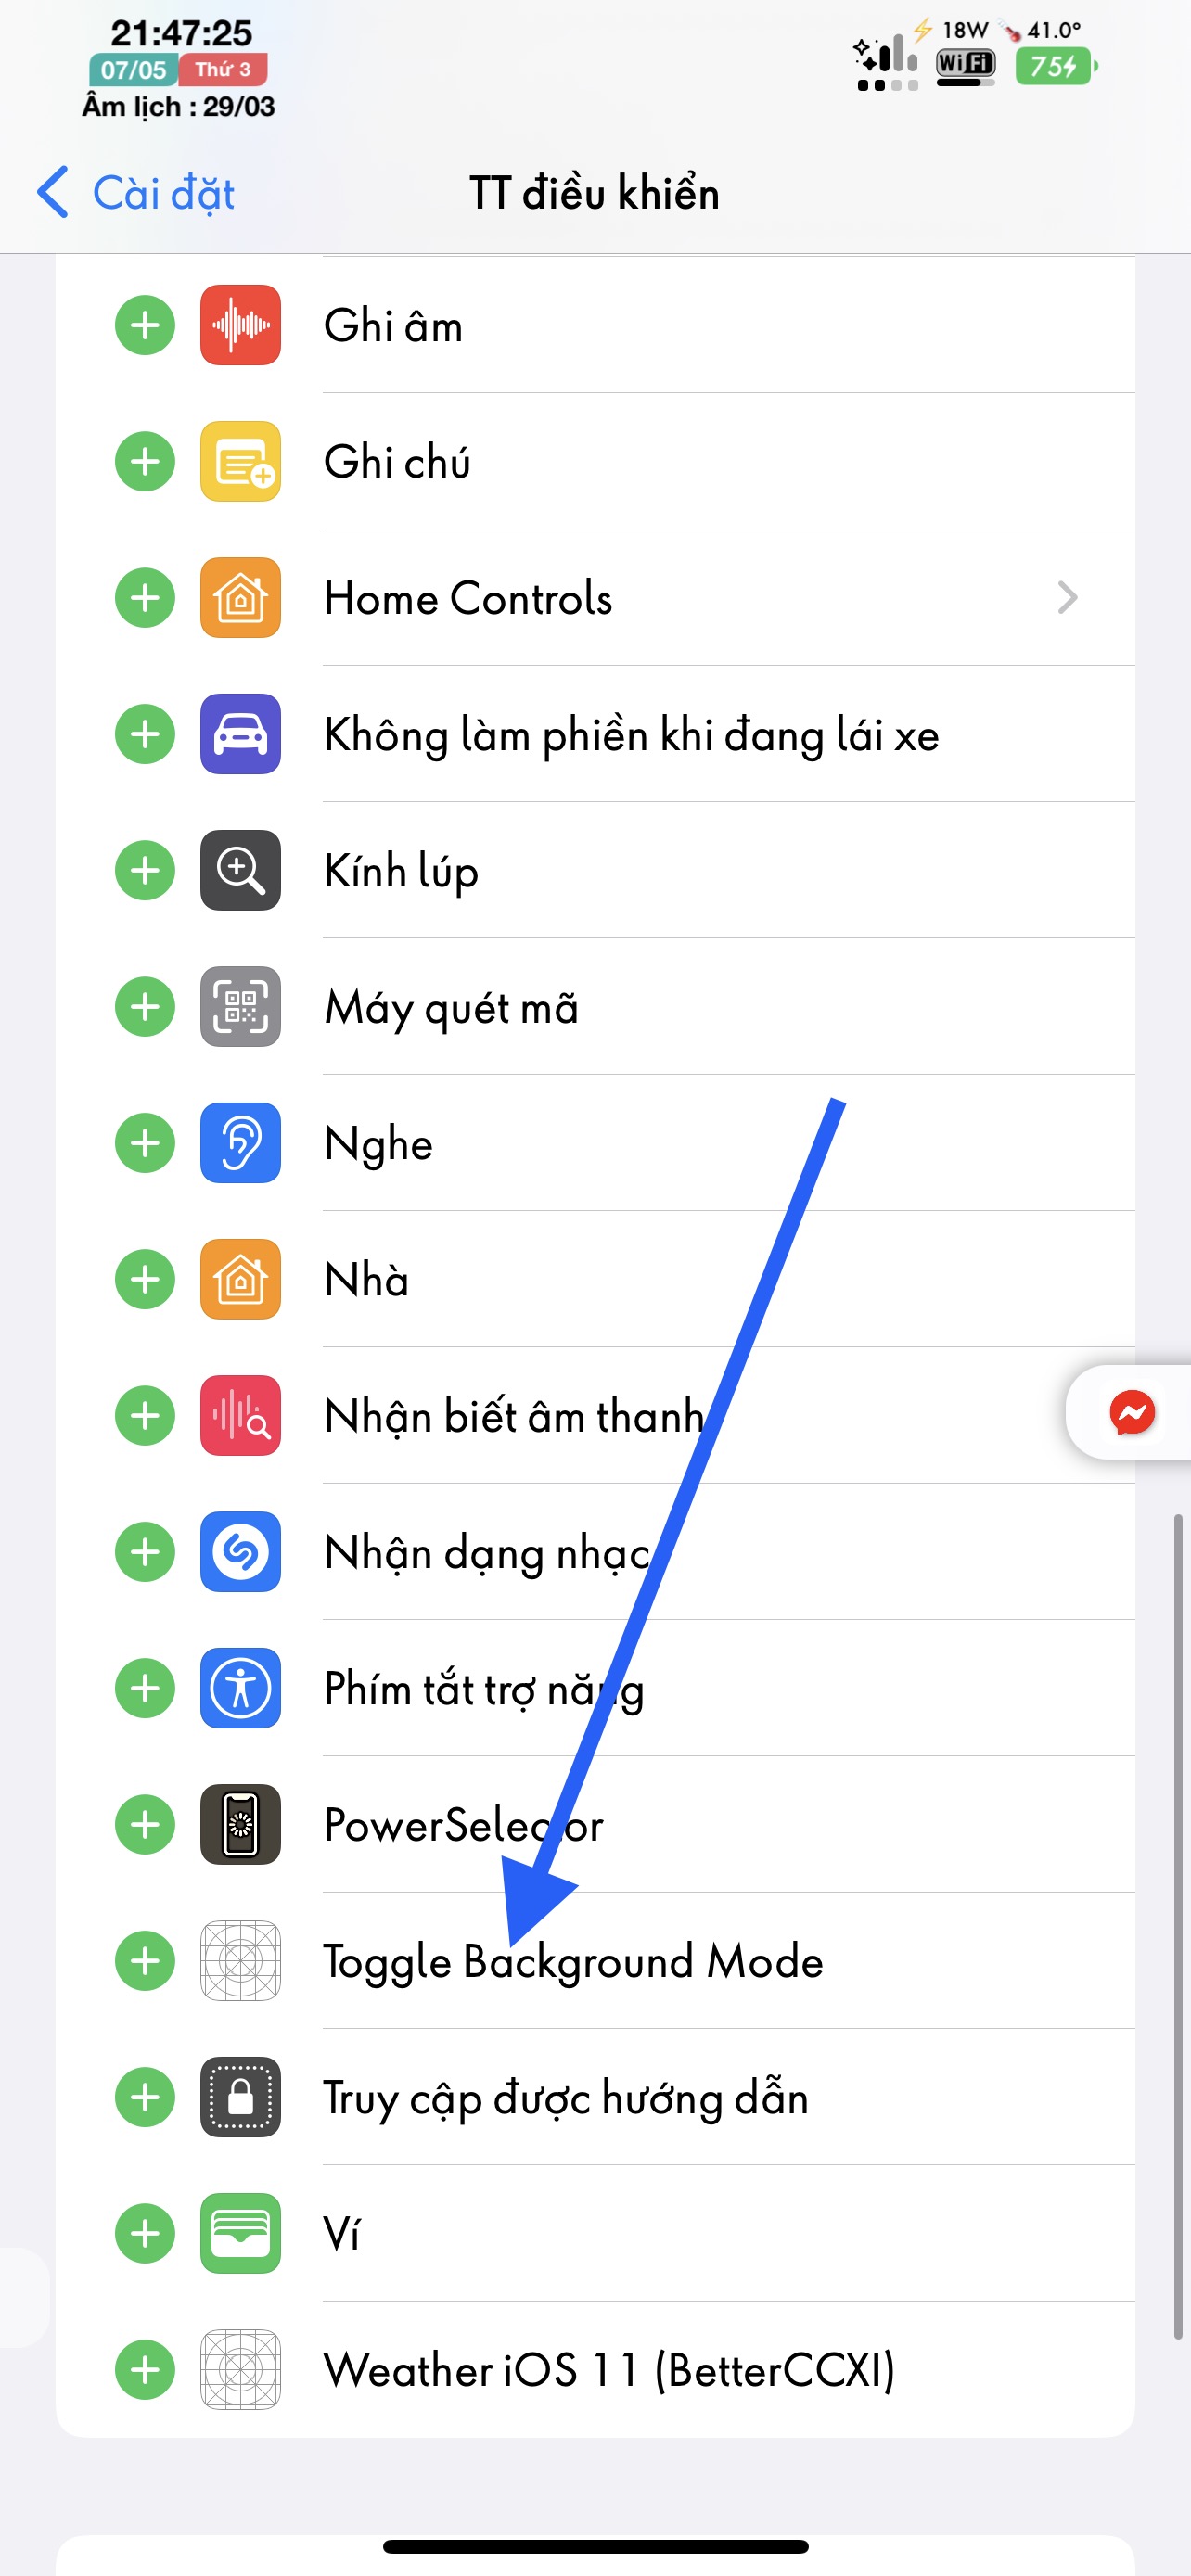 21:47:25
07/05 Thứ 3
Âm lịch : 29/03
18W 41.0°
WiFi 75
Cài đặt
TT điều khiển
Ghi âm
Ghi chú
Home Controls
Không làm phiền khi đang lái xe
Kính lúp
Máy quét mã
Nghe
Nhà
Nhận biết âm thanh
Nhận dạng nhạc
Phím tắt trợ năng
PowerSelector
Toggle Background Mode
Truy cập được hướng dẫn
Ví
Weather iOS 11 (BetterCCXI)